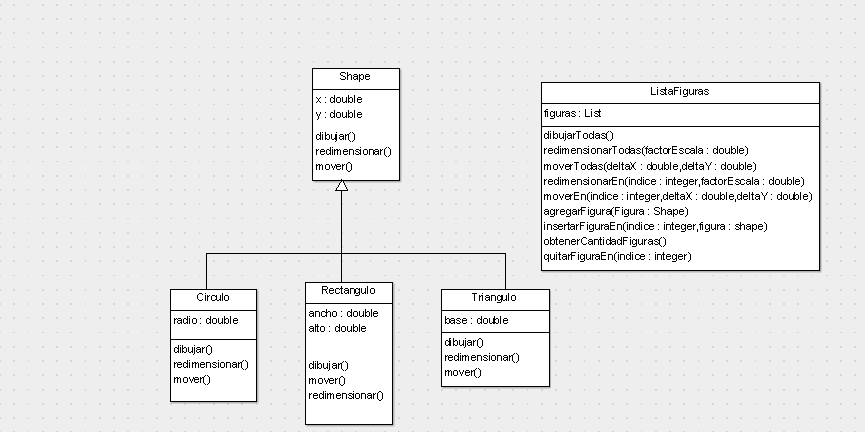 Shape
x : double
y : double
dibujar()
redimensionar()
mover()
ListaFiguras
figuras : List
dibujarTodas()
redimensionarTodas(factorEscala : double)
moverTodas(deltaX : double,deltaY : double)
redimensionarEn(indice : integer,factorEscala : double)
moverEn(indice : integer,deltaX : double,deltaY : double)
agregarFigura(Figura : Shape)
insertarFiguraEn(indice : integer,figura : shape)
obtenerCantidadFiguras()
quitarFiguraEn(indice : integer)
Circulo
radio : double
dibujar()
redimensionar()
mover()
Rectangulo
ancho : double
alto : double
dibujar()
mover()
redimensionar()
Triangulo
base : double
dibujar()
redimensionar()
mover()